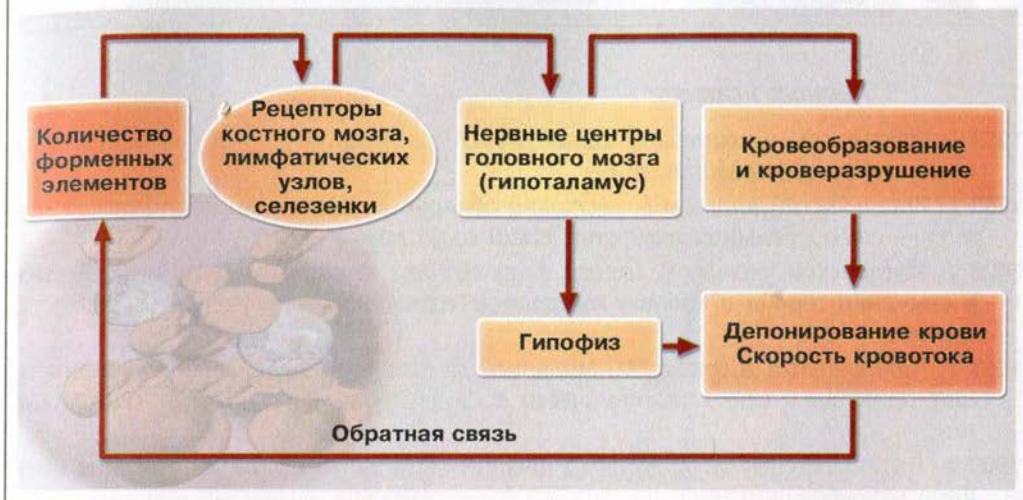 Количество
форменных
элементов
Рецепторы
костного мозга,
лимфатических
узлов,
селезенки
Нервные центры
головного мозга
(гипоталамус)
Кровеобразование
и кроверазрушение
Гипофиз
Депонирование крови
Скорость кровотока
Обратная связь